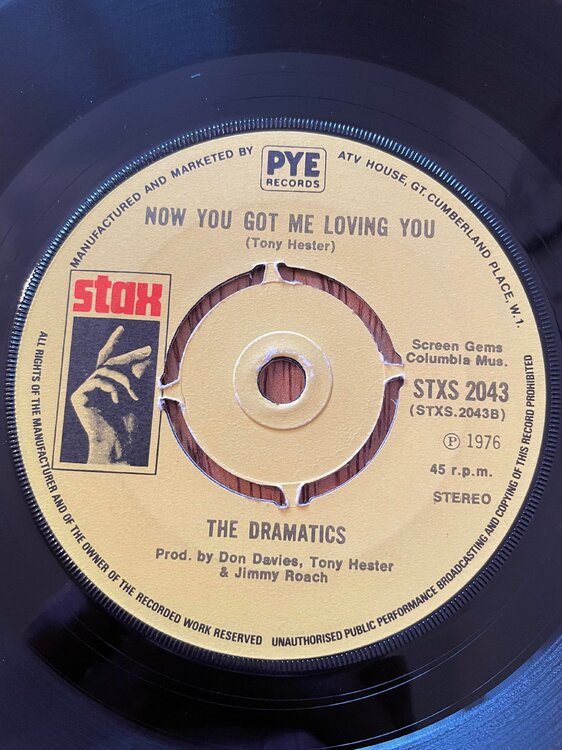 MANUFACTURED AND MARKETED BY PYE RECORDS ATV HOUSE, GT. CUMBERLAND PLACE, W.1.
NOW YOU GOT ME LOVING YOU
(Tony Hester)
stax
Screen Gems
Columbia Mus.
STXS 2043
(STXS.2043B)
Ⓟ 1976
45 r.p.m.
STEREO
THE DRAMATICS
Prod. by Don Davies, Tony Hester
& Jimmy Roach
ALL RIGHTS OF THE MANUFACTURER AND OF THE OWNER OF THE RECORDED WORK RESERVED UNAUTHORISED PUBLIC PERFORMANCE BROADCASTING AND COPYING OF THIS RECORD PROHIBITED